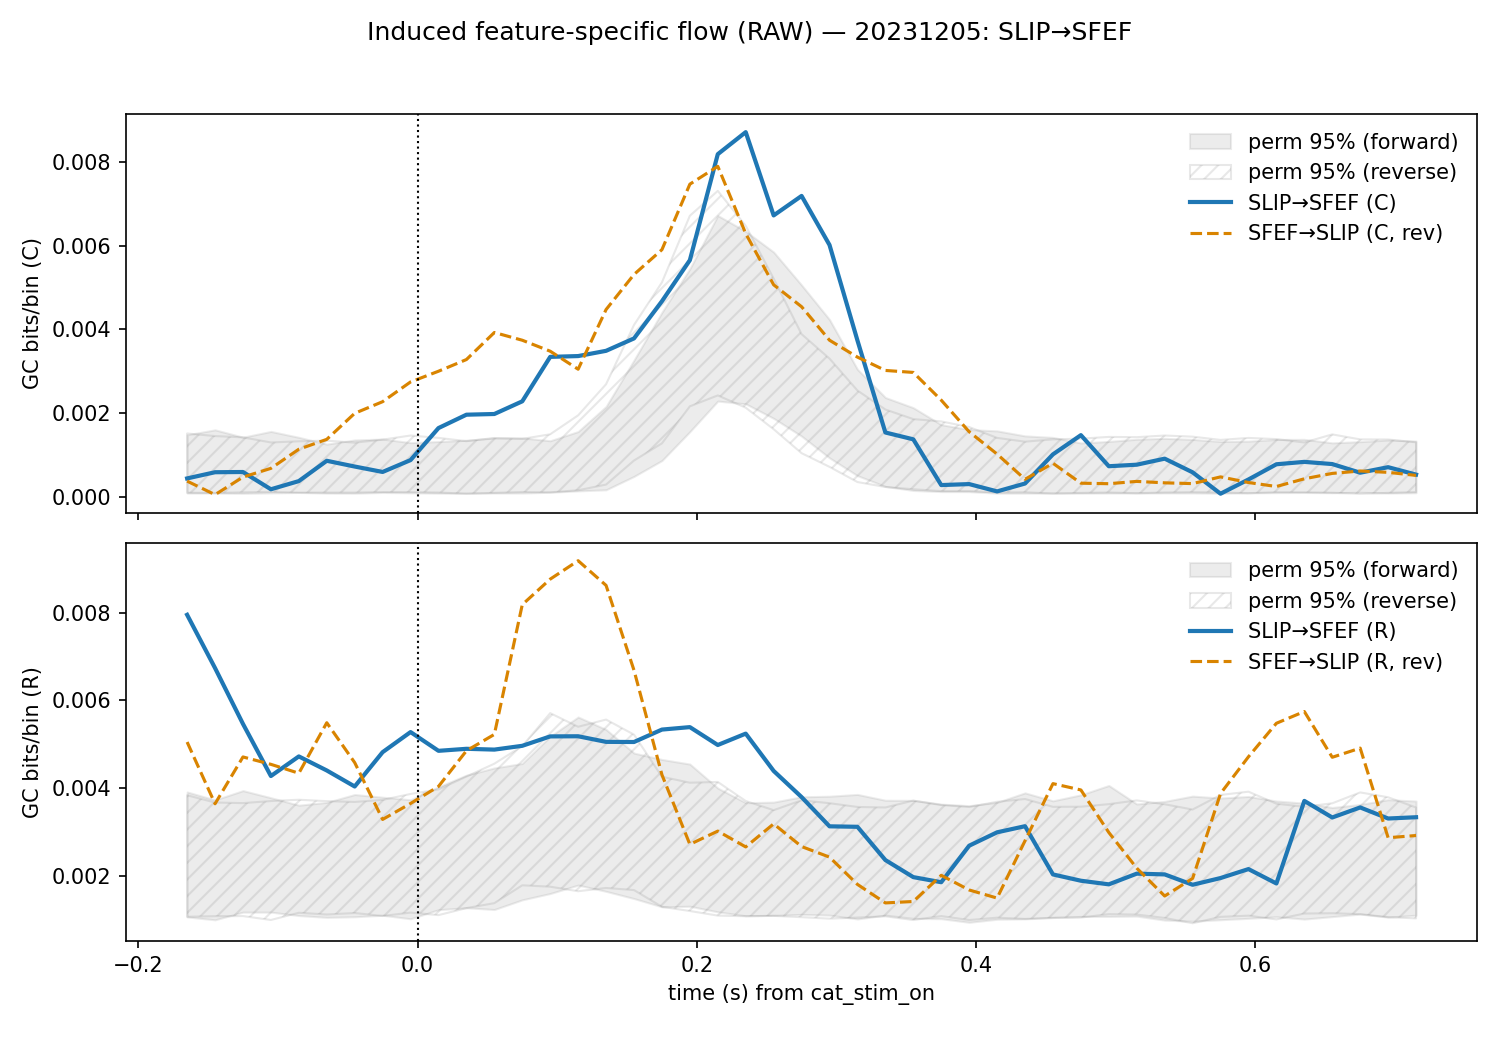 Induced feature-specific flow (RAW) — 20231205: SLIP→SFEF
GC bits/bin (C)
0.008
0.006
0.004
0.002
0.000
perm 95% (forward)
perm 95% (reverse)
SLIP→SFEF (C)
SFEF→SLIP (C, rev)
GC bits/bin (R)
0.008
0.006
0.004
0.002
perm 95% (forward)
perm 95% (reverse)
SLIP→SFEF (R)
SFEF→SLIP (R, rev)
−0.2 0.0 0.2 0.4 0.6
time (s) from cat_stim_on